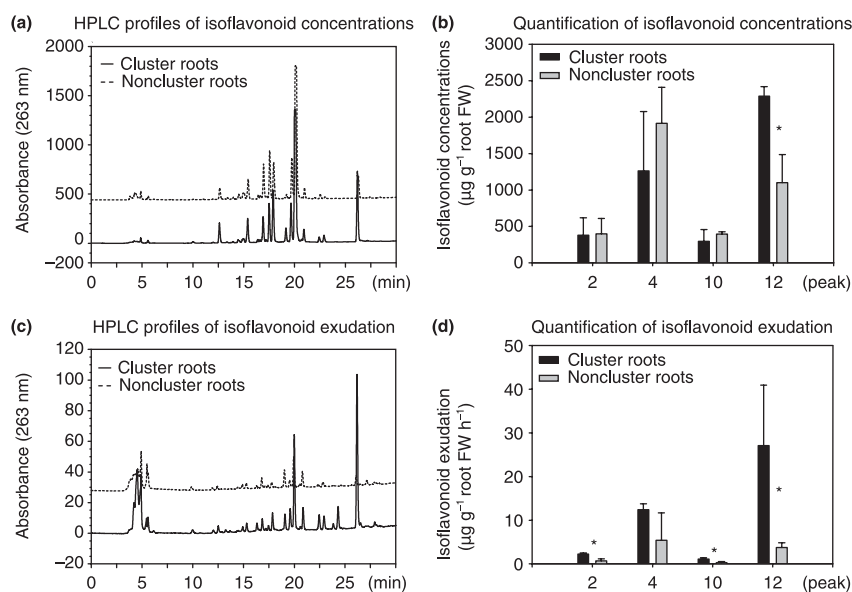 (a) HPLC profiles of isoflavonoid concentrations
2000
1500
1000
500
0
−200
Absorbance (263 nm)
Cluster roots
Noncluster roots
0 5 10 15 20 25 (min)
(b) Quantification of isoflavonoid concentrations
3000
2500
2000
1500
1000
500
0
Isoflavonoid concentrations
(µg g⁻¹ root FW)
Cluster roots
Noncluster roots
*
2 4 10 12 (peak)
(c) HPLC profiles of isoflavonoid exudation
120
100
80
60
40
20
0
−20
Absorbance (263 nm)
Cluster roots
Noncluster roots
0 5 10 15 20 25 (min)
(d) Quantification of isoflavonoid exudation
50
40
30
20
10
0
Isoflavonoid exudation
(µg g⁻¹ root FW h⁻¹)
Cluster roots
Noncluster roots
*
*
*
2 4 10 12 (peak)